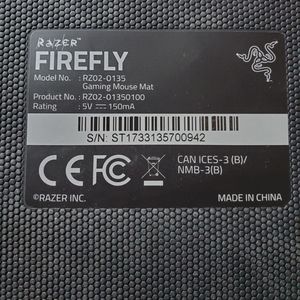 RAZER™
FIREFLY
Model No. : RZ02-0135
Gaming Mouse Mat
Product No. : RZ02-01350100
Rating : 5V ⎓ 150mA
S/N: ST1733135700942
CE FC
CAN ICES-3 (B)/
NMB-3(B)
©RAZER INC.
MADE IN CHINA